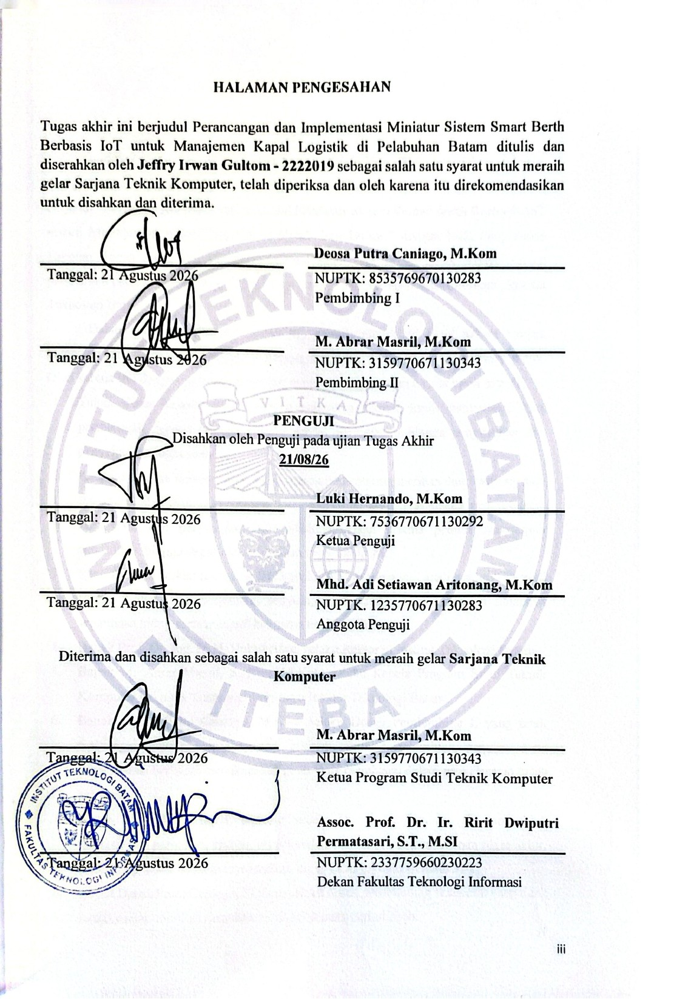 HALAMAN PENGESAHAN
Tugas akhir ini berjudul Perancangan dan Implementasi Miniatur Sistem Smart Berth
Berbasis IoT untuk Manajemen Kapal Logistik di Pelabuhan Batam ditulis dan
diserahkan oleh Jeffry Irwan Gultom - 2222019 sebagai salah satu syarat untuk meraih
gelar Sarjana Teknik Komputer, telah diperiksa dan oleh karena itu direkomendasikan
untuk disahkan dan diterima.
Deosa Putra Caniago, M.Kom
Tanggal: 21 Agustus 2026
NUPTK: 8535769670130283
Pembimbing I
M. Abrar Masril, M.Kom
Tanggal: 21 Agustus 2026
NUPTK: 3159770671130343
Pembimbing II
VITKA
PENGUJI
Disahkan oleh Penguji pada ujian Tugas Akhir
21/08/26
Luki Hernando, M.Kom
Tanggal: 21 Agustus 2026
NUPTK: 7536770671130292
Ketua Penguji
Mhd. Adi Setiawan Aritonang, M.Kom
Tanggal: 21 Agustus 2026
NUPTK. 1235770671130283
Anggota Penguji
Diterima dan disahkan sebagai salah satu syarat untuk meraih gelar Sarjana Teknik
Komputer
INSTITUT TEKNOLOGI BATAM
ITEBA
M. Abrar Masril, M.Kom
Tanggal: 21 Agustus 2026
NUPTK: 3159770671130343
Ketua Program Studi Teknik Komputer
INSTITUT TEKNOLOGI BATAM
FAKULTAS TEKNOLOGI INFORMASI
Assoc. Prof. Dr. Ir. Ririt Dwiputri
Permatasari, S.T., M.SI
Tanggal: 21 Agustus 2026
NUPTK: 2337759660230223
Dekan Fakultas Teknologi Informasi
iii